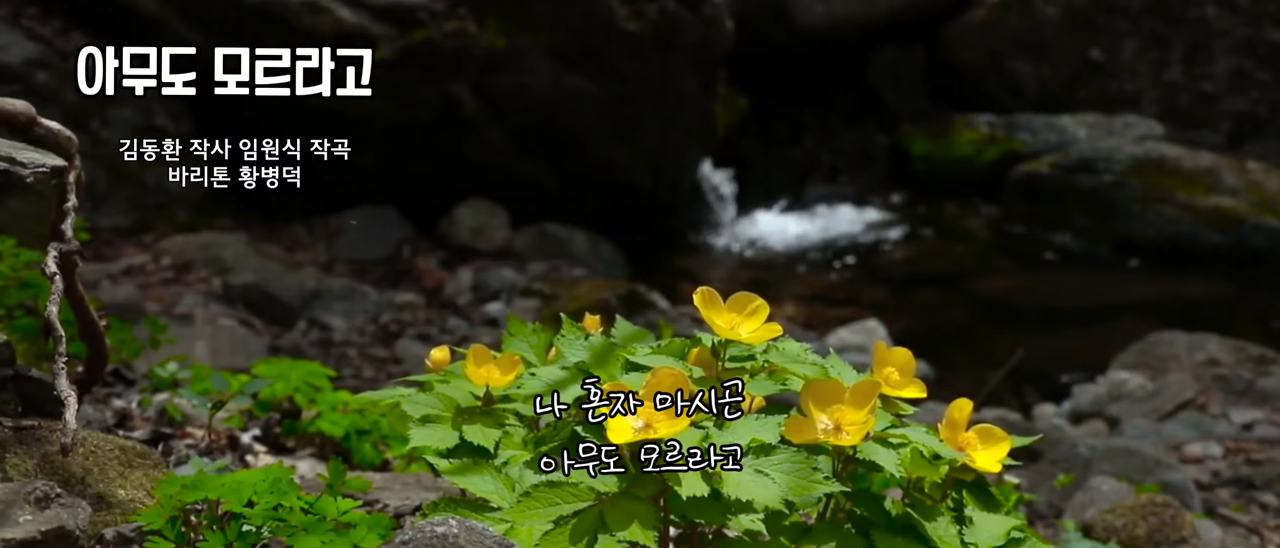 아무도 모르라고
김동환 작사 임원식 작곡
바리톤 황병덕
나 혼자 마시곤
아무도 모르라고